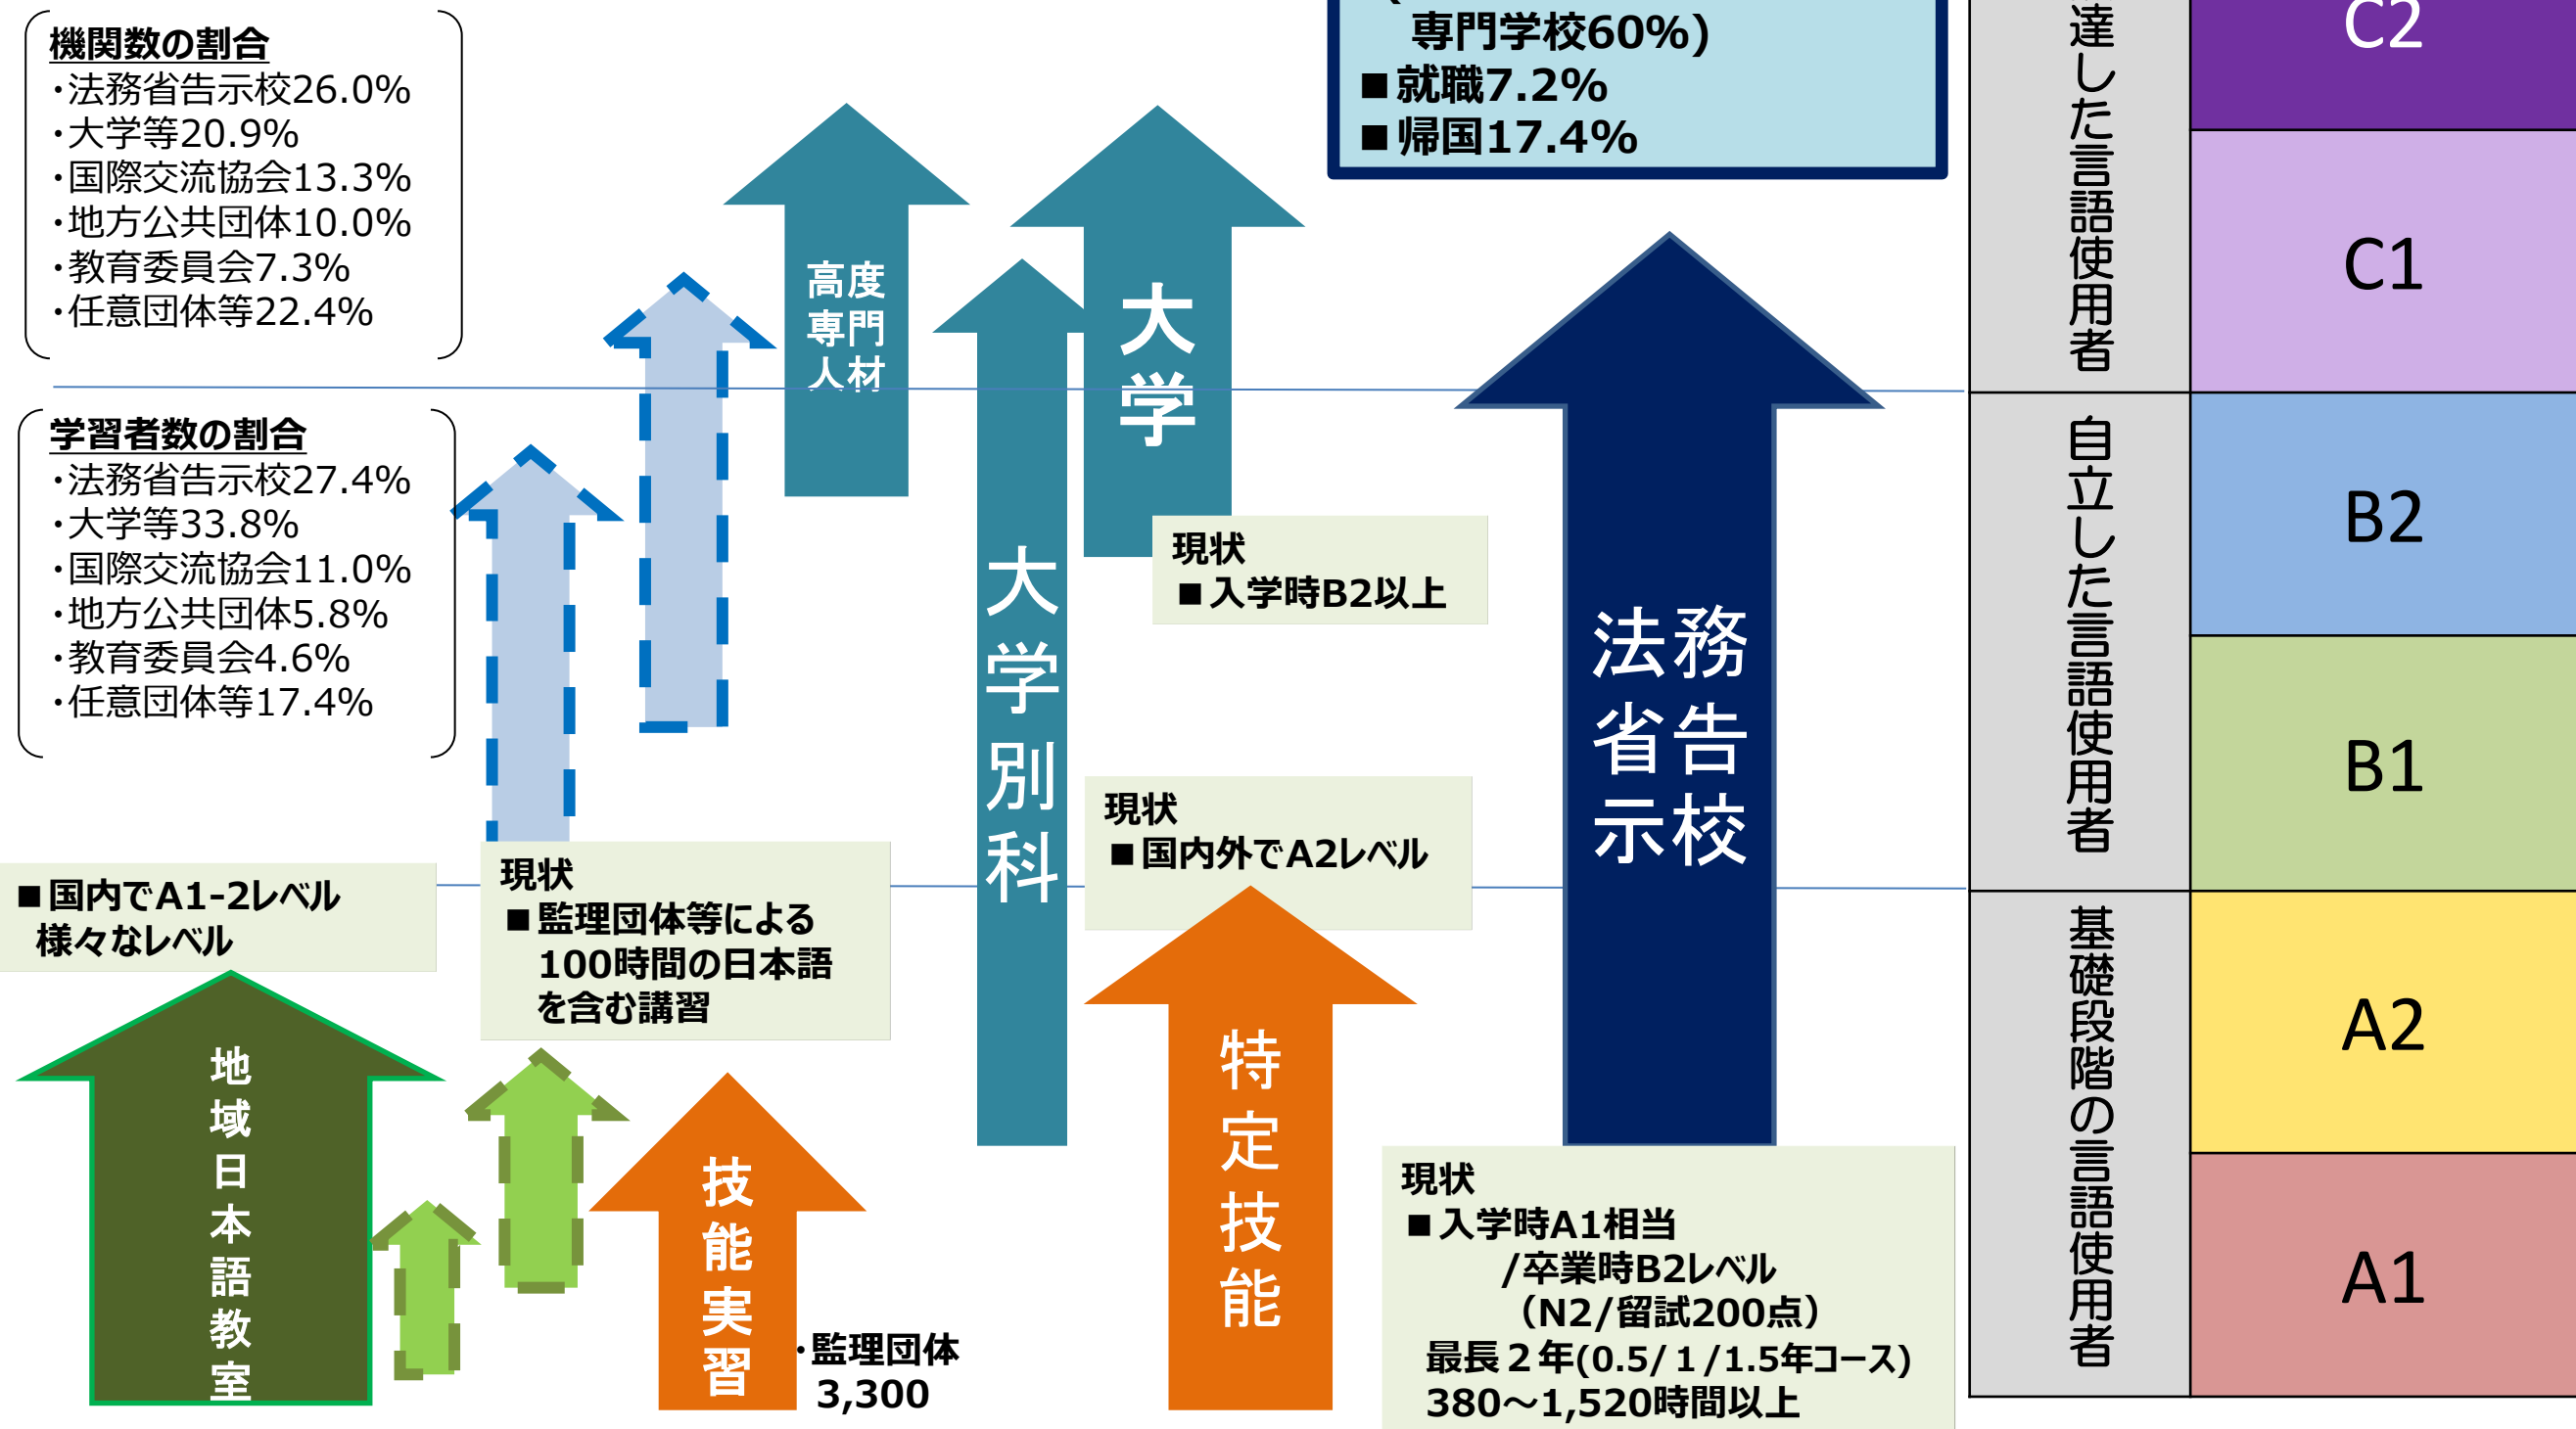 機関数の割合
・法務省告示校26.0%
・大学等20.9%
・国際交流協会13.3%
・地方公共団体10.0%
・教育委員会7.3%
・任意団体等22.4%
学習者数の割合
・法務省告示校27.4%
・大学等33.8%
・国際交流協会11.0%
・地方公共団体5.8%
・教育委員会4.6%
・任意団体等17.4%
専門学校60%)
■就職7.2%
■帰国17.4%
高度
専門
人材
大学
大学別科
現状
■入学時B2以上
法務
省告
示校
現状
■国内外でA2レベル
■国内でA1-2レベル
様々なレベル
現状
■監理団体等による
100時間の日本語
を含む講習
地域日本語教室
技能実習
・監理団体
3,300
特定技能
現状
■入学時A1相当
/卒業時B2レベル
（N2/留試200点）
最長２年(0.5/１/1.5年コース)
380～1,520時間以上
達した言語使用者
C2
C1
自立した言語使用者
B2
B1
基礎段階の言語使用者
A2
A1